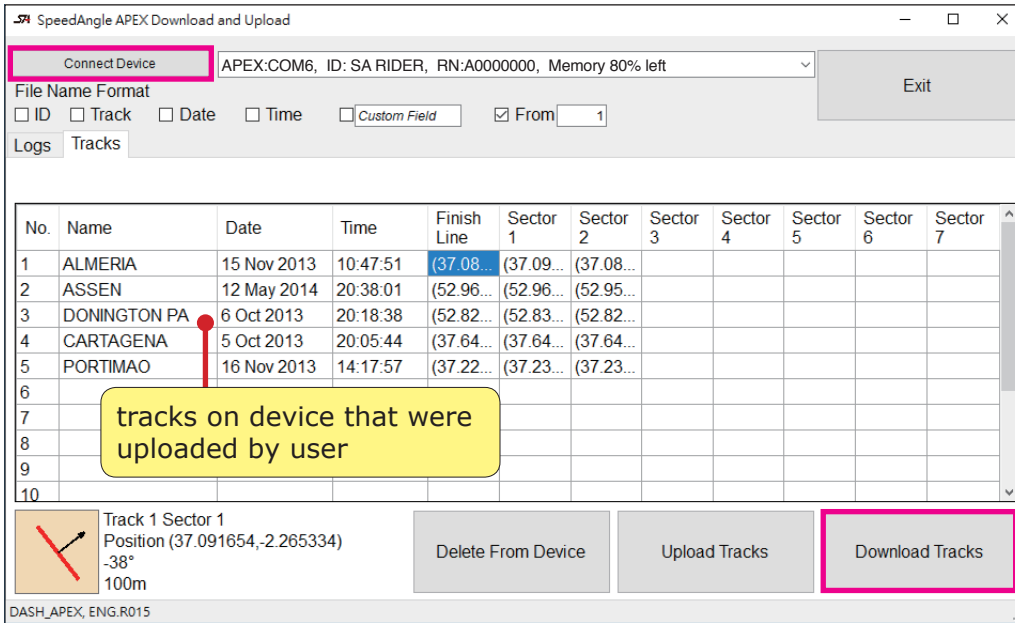 SA SpeedAngle APEX Download and Upload
Connect Device APEX:COM6, ID: SA RIDER, RN:A0000000, Memory 80% left Exit
File Name Format
ID Track Date Time Custom Field From 1
Logs Tracks
No. Name Date Time Finish Line Sector 1 Sector 2 Sector 3 Sector 4 Sector 5 Sector 6 Sector 7
1 ALMERIA 15 Nov 2013 10:47:51 (37.08... (37.09... (37.08...
2 ASSEN 12 May 2014 20:38:01 (52.96... (52.96... (52.95...
3 DONINGTON PA 6 Oct 2013 20:18:38 (52.82... (52.83... (52.82...
4 CARTAGENA 5 Oct 2013 20:05:44 (37.64... (37.64... (37.64...
5 PORTIMAO 16 Nov 2013 14:17:57 (37.22... (37.23... (37.23...
6
7
8
9
10
tracks on device that were
uploaded by user
Track 1 Sector 1
Position (37.091654,-2.265334)
-38°
100m
Delete From Device Upload Tracks Download Tracks
DASH_APEX, ENG.R015